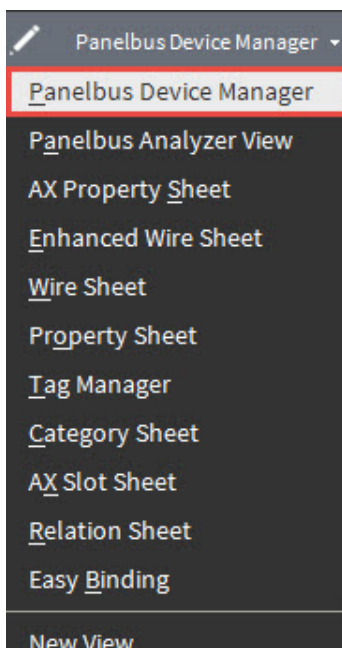 Panelbus Device Manager
Panelbus Device Manager
Panelbus Analyzer View
AX Property Sheet
Enhanced Wire Sheet
Wire Sheet
Property Sheet
Tag Manager
Category Sheet
AX Slot Sheet
Relation Sheet
Easy Binding
New View